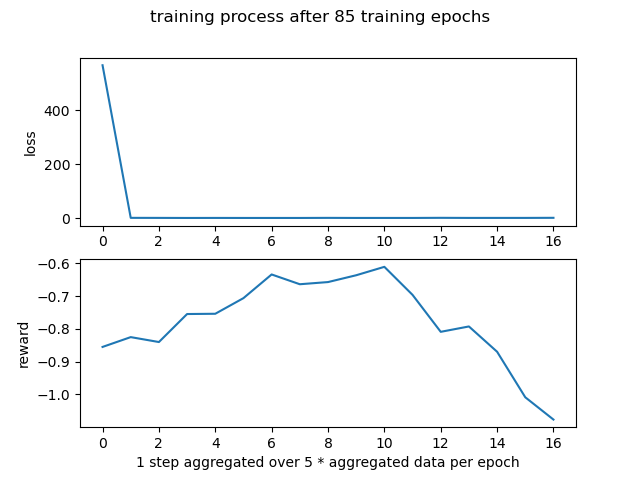 training process after 85 training epochs
400
200
0
loss
0 2 4 6 8 10 12 14 16
−0.6
−0.7
−0.8
−0.9
−1.0
reward
0 2 4 6 8 10 12 14 16
1 step aggregated over 5 * aggregated data per epoch